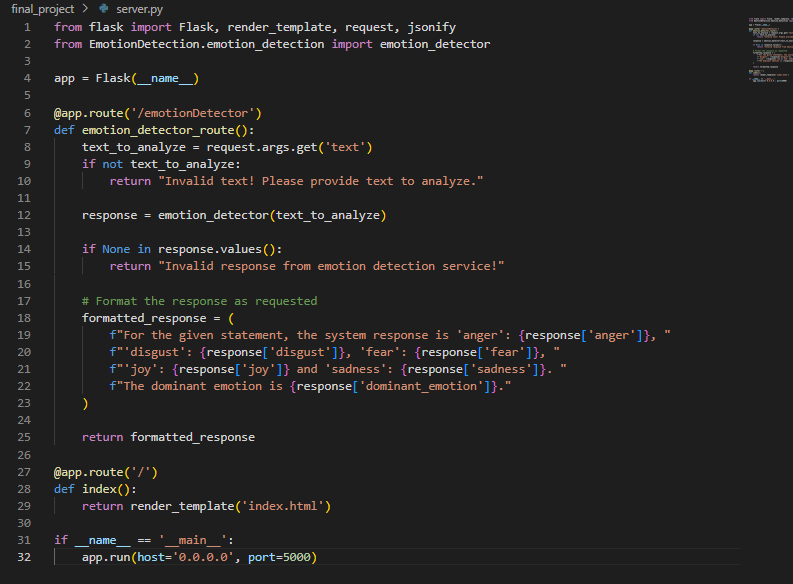 final_project > server.py
1 from flask import Flask, render_template, request, jsonify
2 from EmotionDetection.emotion_detection import emotion_detector
3
4 app = Flask(__name__)
5
6 @app.route('/emotionDetector')
7 def emotion_detector_route():
8     text_to_analyze = request.args.get('text')
9     if not text_to_analyze:
10         return "Invalid text! Please provide text to analyze."
11
12     response = emotion_detector(text_to_analyze)
13
14     if None in response.values():
15         return "Invalid response from emotion detection service!"
16
17     # Format the response as requested
18     formatted_response = (
19         f"For the given statement, the system response is 'anger': {response['anger']}, "
20         f"'disgust': {response['disgust']}, 'fear': {response['fear']}, "
21         f"'joy': {response['joy']} and 'sadness': {response['sadness']}. "
22         f"The dominant emotion is {response['dominant_emotion']}."
23     )
24
25     return formatted_response
26
27 @app.route('/')
28 def index():
29     return render_template('index.html')
30
31 if __name__ == '__main__':
32     app.run(host='0.0.0.0', port=5000)